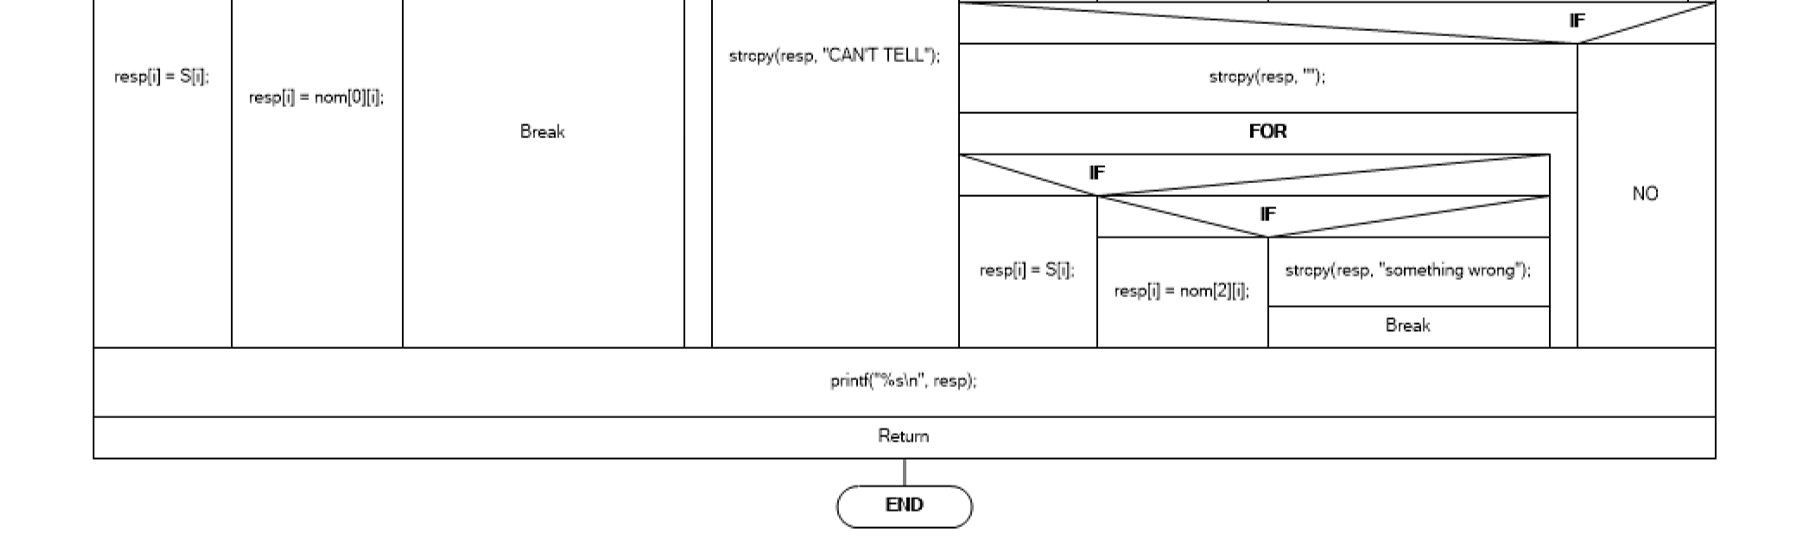 IF
strcpy(resp, "CAN'T TELL");
resp[i] = S[i];
strcpy(resp, "");
resp[i] = nom[0][i];
Break
FOR
IF
NO
IF
resp[i] = S[i];
strcpy(resp, "something wrong");
resp[i] = nom[2][i];
Break
printf("%s\n", resp);
Return
END